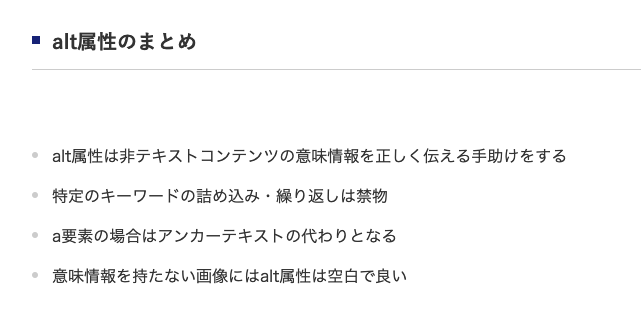 alt属性のまとめ
alt属性は非テキストコンテンツの意味情報を正しく伝える手助けをする
特定のキーワードの詰め込み・繰り返しは禁物
a要素の場合はアンカーテキストの代わりとなる
意味情報を持たない画像にはalt属性は空白で良い